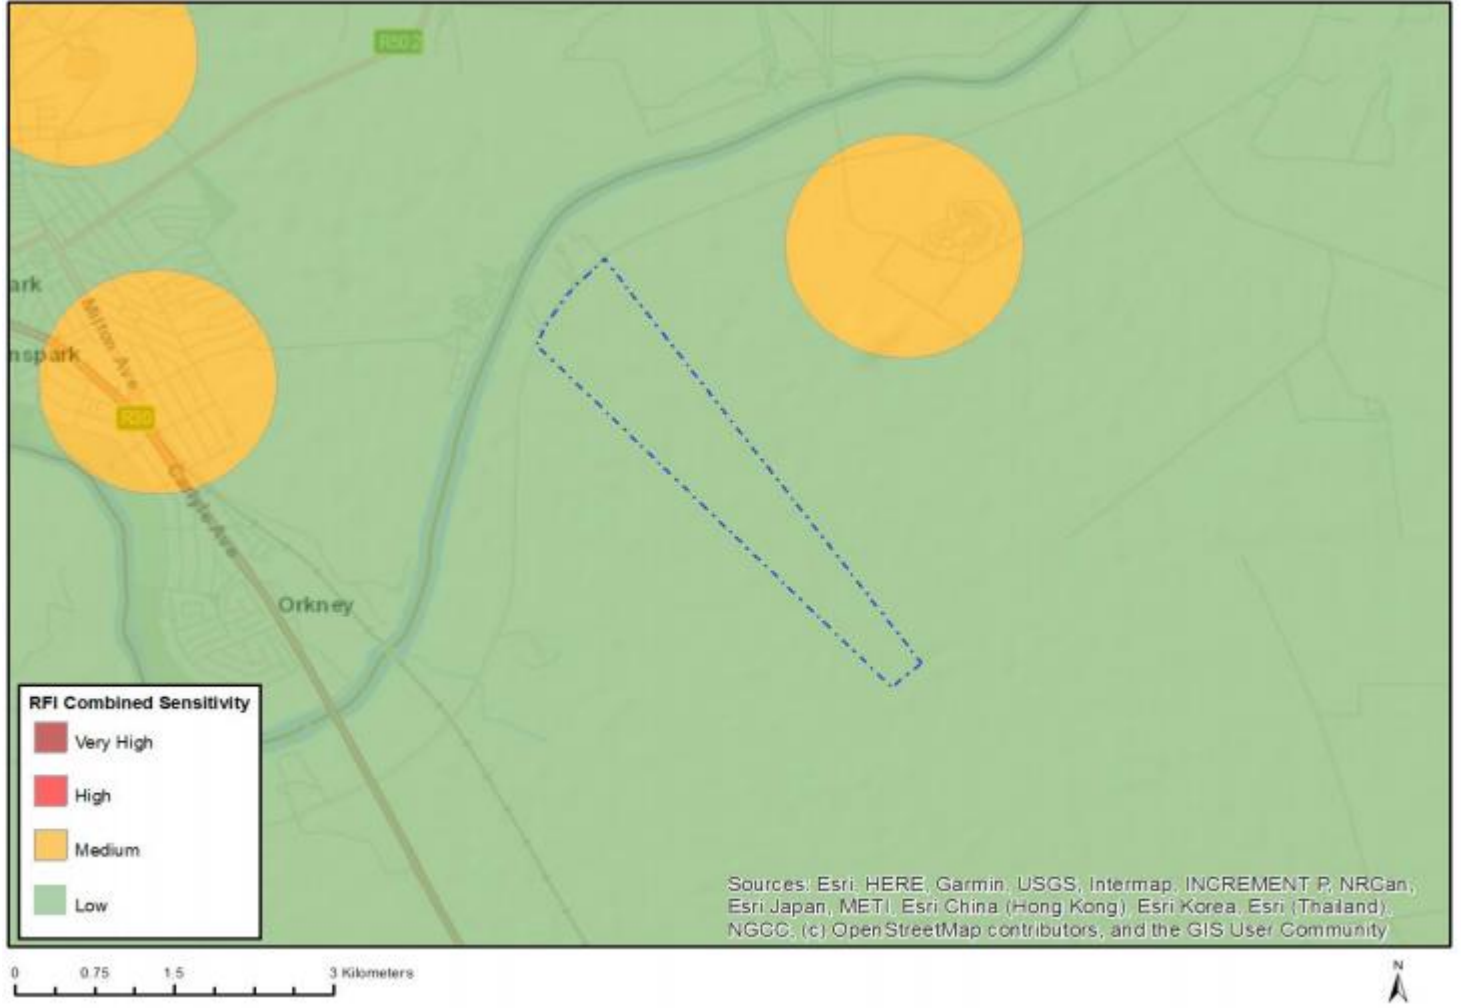 R502
ark
Milton Ave
nspark
R30
Carlyle Ave
Orkney
RFI Combined Sensitivity
Very High
High
Medium
Low
Sources: Esri, HERE, Garmin, USGS, Intermap, INCREMENT P, NRCan,
Esri Japan, METI, Esri China (Hong Kong), Esri Korea, Esri (Thailand),
NGCC, (c) OpenStreetMap contributors, and the GIS User Community
0 0.75 1.5 3 Kilometers
N